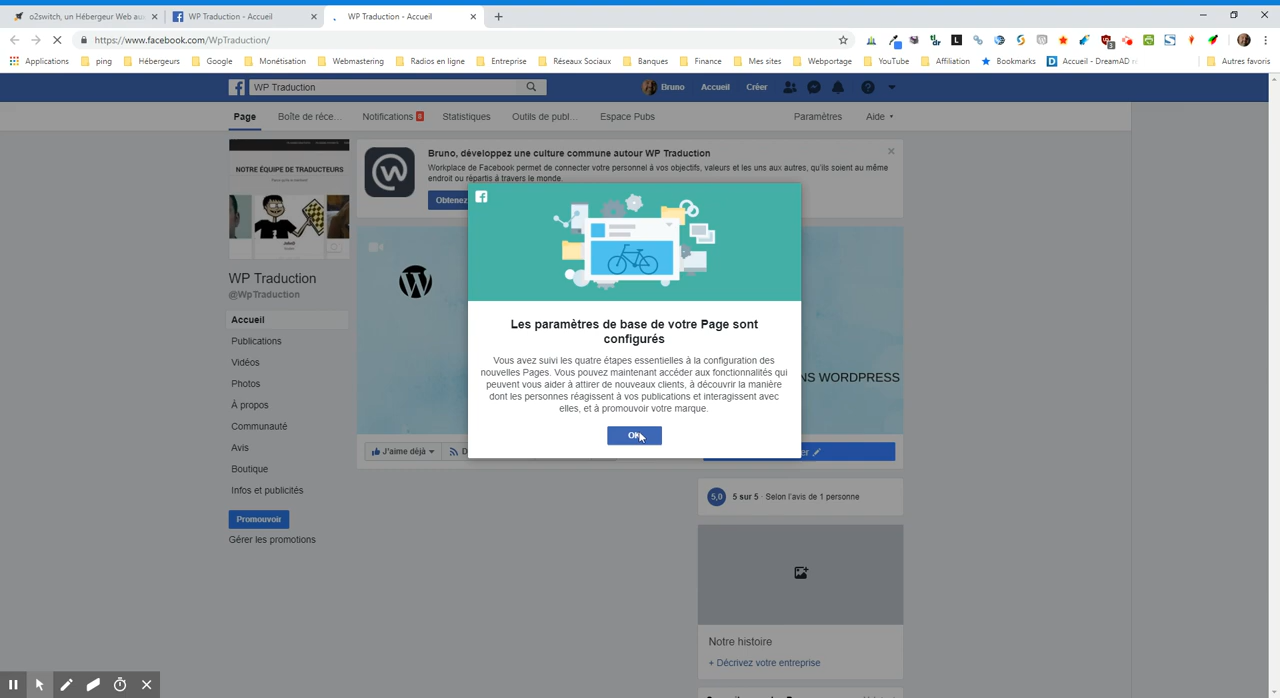 o2switch, un Hébergeur Web au
WP Traduction - Accueil
WP Traduction - Accueil
https://www.facebook.com/WpTraduction/
Applications
ping
Hébergeurs
Google
Monétisation
Webmastering
Radios en ligne
Entreprise
Réseaux Sociaux
Banques
Finance
Mes sites
Webportage
YouTube
Affiliation
Bookmarks
Accueil - DreamAD r
Autres favoris
WP Traduction
Bruno
Accueil
Créer
Page
Boîte de réce...
Notifications
Statistiques
Outils de publ...
Espace Pubs
Paramètres
Aide
NOTRE ÉQUIPE DE TRADUCTEURS
Bruno, développez une culture commune autour WP Traduction
Workplace de Facebook permet de connecter votre personnel à vos objectifs, valeurs et les uns aux autres, qu'ils soient au même
endroit ou répartis à travers le monde.
Obtenez
WP Traduction
@WpTraduction
Accueil
Publications
Vidéos
Photos
À propos
Communauté
Avis
Boutique
Infos et publicités
Promouvoir
Gérer les promotions
NS WORDPRESS
Les paramètres de base de votre Page sont
configurés
Vous avez suivi les quatre étapes essentielles à la configuration des
nouvelles Pages. Vous pouvez maintenant accéder aux fonctionnalités qui
peuvent vous aider à attirer de nouveaux clients, à découvrir la manière
dont les personnes réagissent à vos publications et interagissent avec
elles, et à promouvoir votre marque.
OK
J'aime déjà
D
er
5,0
5 sur 5 · Selon l'avis de 1 personne
Notre histoire
+ Décrivez votre entreprise